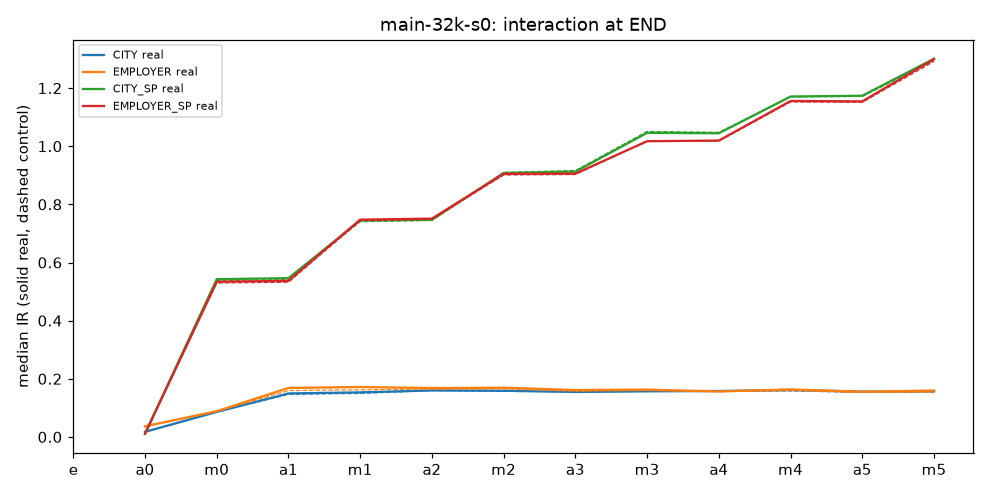 main-32k-s0: interaction at END
CITY real
EMPLOYER real
CITY_SP real
EMPLOYER_SP real
median IR (solid real, dashed control)
1.2
1.0
0.8
0.6
0.4
0.2
0.0
e a0 m0 a1 m1 a2 m2 a3 m3 a4 m4 a5 m5